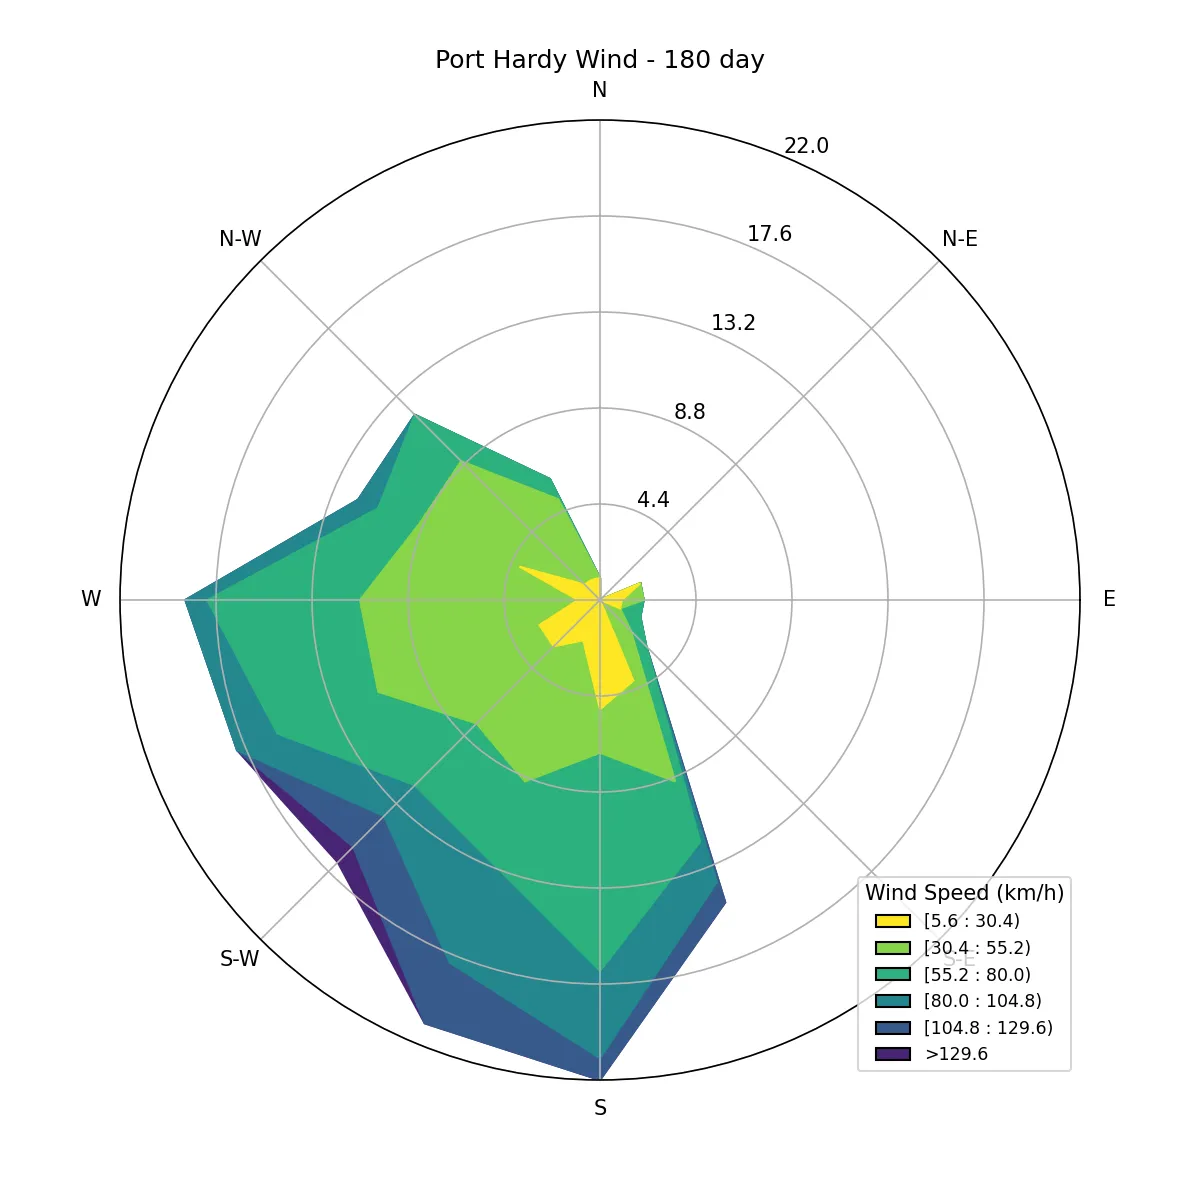 Port Hardy Wind - 180 day
N
22.0
N-W
17.6
N-E
13.2
8.8
4.4
W
E
S-W
S-E
S
Wind Speed (km/h)
[5.6 : 30.4)
[30.4 : 55.2)
[55.2 : 80.0)
[80.0 : 104.8)
[104.8 : 129.6)
>129.6